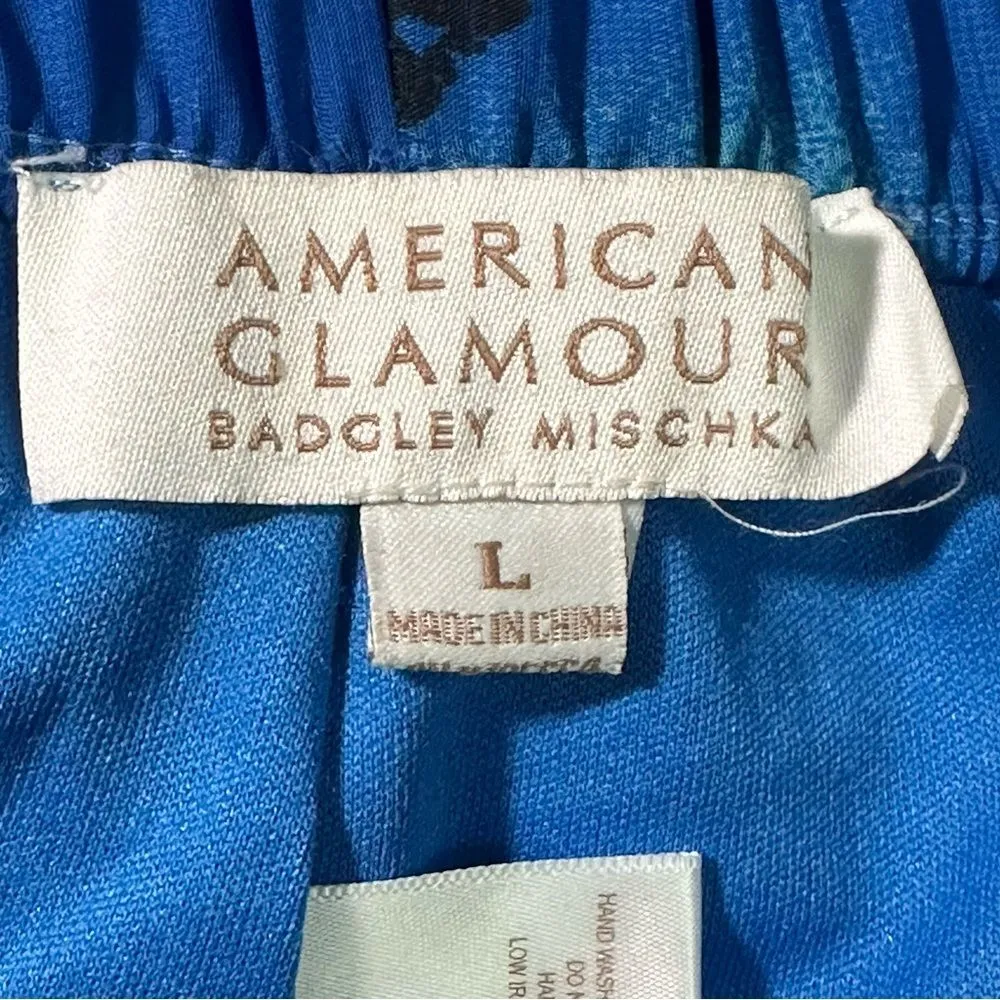 AMERICAN
GLAMOUR
BADGLEY MISCHKA
L
MADE IN CHINA
HAND WASH
DO
HA
LOW IR